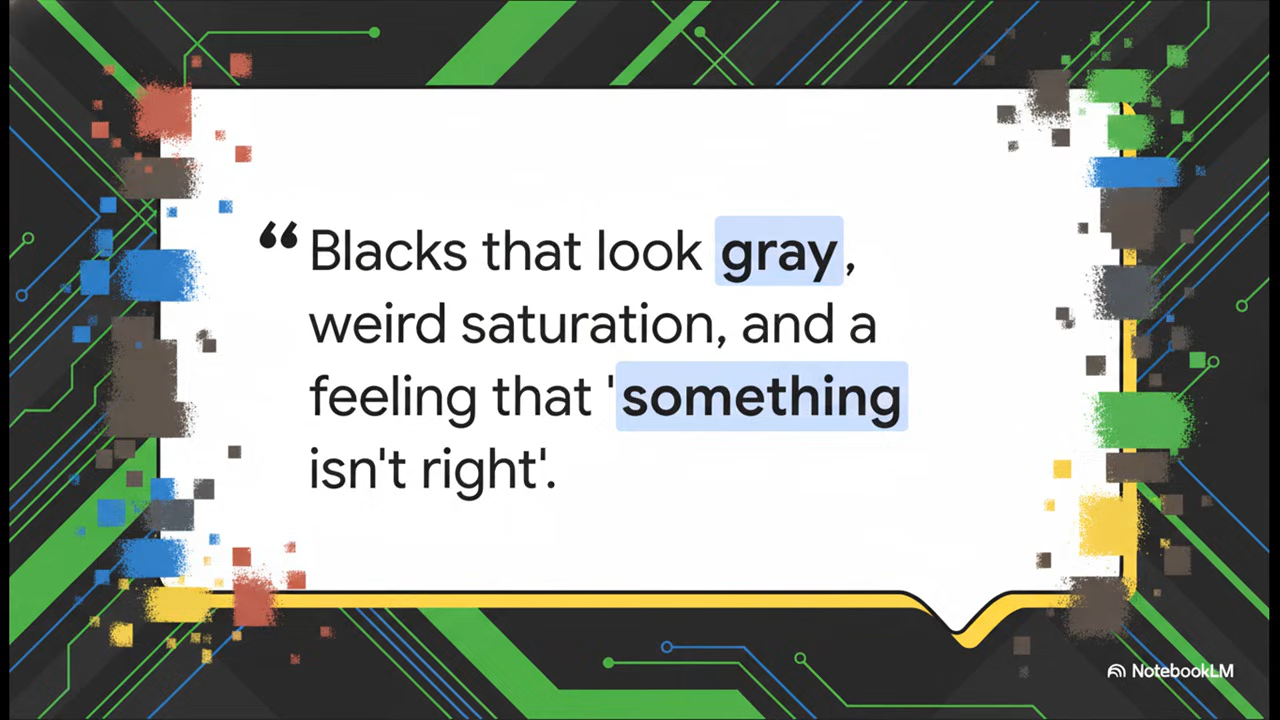 “Blacks that look gray,
weird saturation, and a
feeling that 'something
isn't right'.
NotebookLM